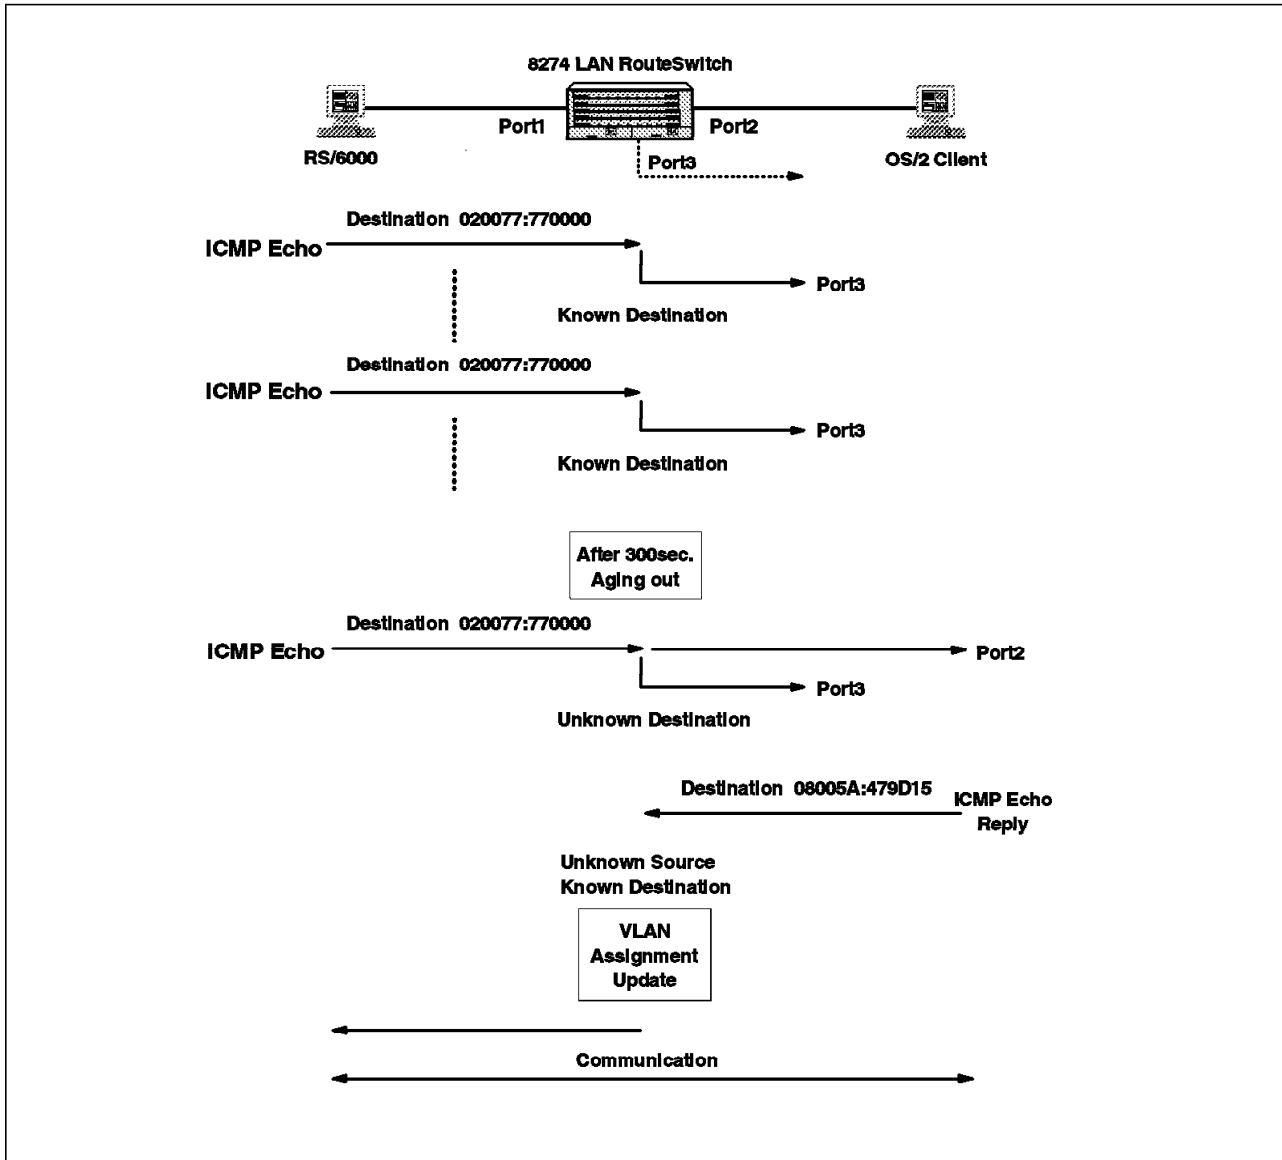 8274 LAN RouteSwitch
Port1
Port2
RS/6000
Port3
OS/2 Client
Destination 020077:770000
ICMP Echo
Port3
Known Destination
Destination 020077:770000
ICMP Echo
Port3
Known Destination
After 300sec.
Aging out
Destination 020077:770000
ICMP Echo
Port2
Port3
Unknown Destination
Destination 08005A:479D15
ICMP Echo
Reply
Unknown Source
Known Destination
VLAN
Assignment
Update
Communication